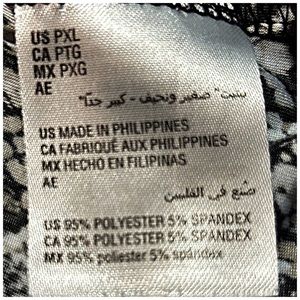 US PXL
CA PTG
MX PXG
AE
بيتيت" صغير ونحيف - كبير جداً"
US MADE IN PHILIPPINES
CA FABRIQUÉ AUX PHILIPPINES
MX HECHO EN FILIPINAS
AE
صُنع في الفلبين
US 95% POLYESTER 5% SPANDEX
CA 95% POLYESTER 5% SPANDEX
MX 95% poliester 5% spandex